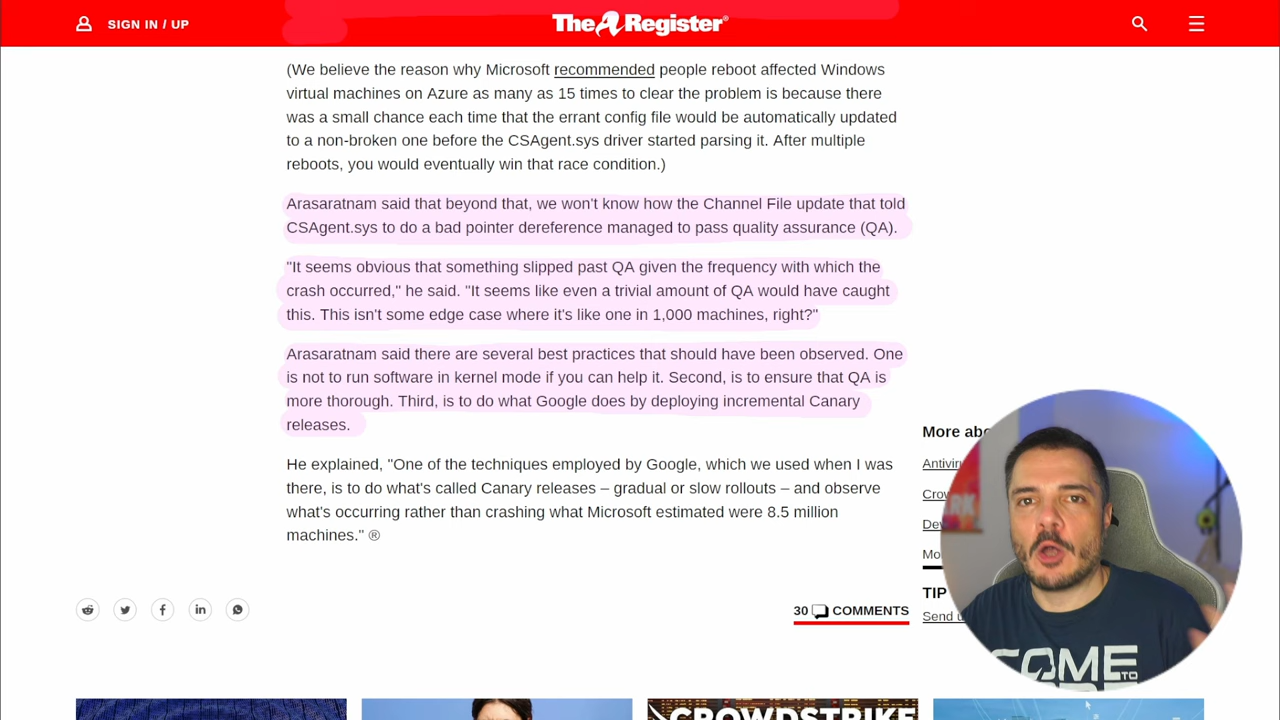 SIGN IN / UP
The Register®
(We believe the reason why Microsoft recommended people reboot affected Windows
virtual machines on Azure as many as 15 times to clear the problem is because there
was a small chance each time that the errant config file would be automatically updated
to a non-broken one before the CSAgent.sys driver started parsing it. After multiple
reboots, you would eventually win that race condition.)
Arasaratnam said that beyond that, we won't know how the Channel File update that told
CSAgent.sys to do a bad pointer dereference managed to pass quality assurance (QA).
"It seems obvious that something slipped past QA given the frequency with which the
crash occurred," he said. "It seems like even a trivial amount of QA would have caught
this. This isn't some edge case where it's like one in 1,000 machines, right?"
Arasaratnam said there are several best practices that should have been observed. One
is not to run software in kernel mode if you can help it. Second, is to ensure that QA is
more thorough. Third, is to do what Google does by deploying incremental Canary
releases.
He explained, "One of the techniques employed by Google, which we used when I was
there, is to do what's called Canary releases – gradual or slow rollouts – and observe
what's occurring rather than crashing what Microsoft estimated were 8.5 million
machines." ®
30 COMMENTS
More abo
Antiviru
Crow
Dev
Mo
TIP
Send u
COME
TO
CROWDSTRIKE